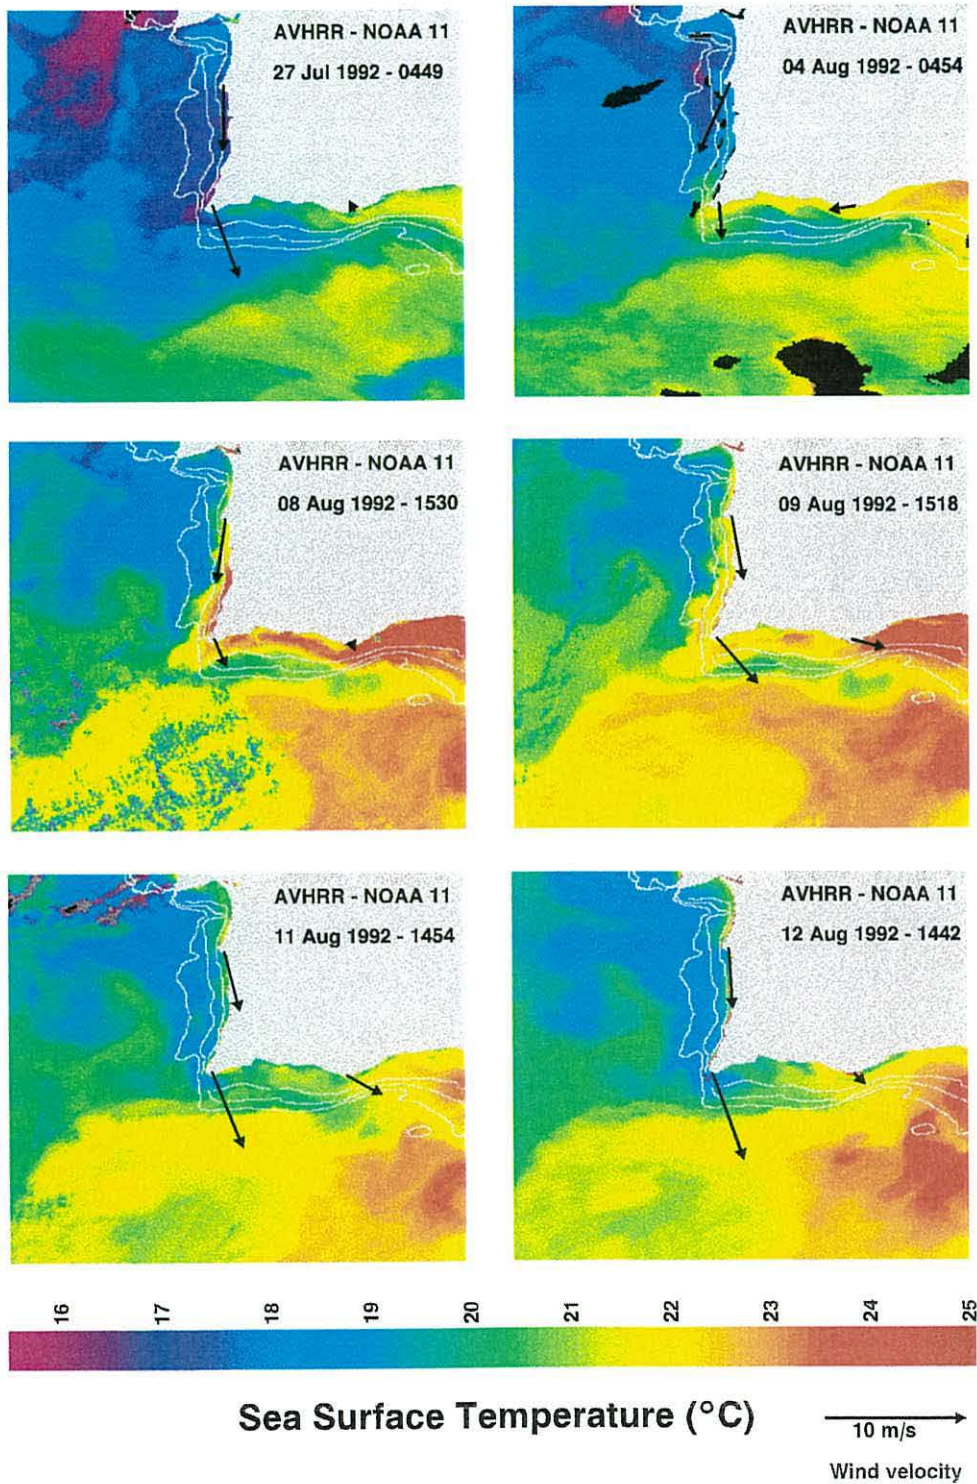 AVHRR - NOAA 11
27 Jul 1992 - 0449
AVHRR - NOAA 11
04 Aug 1992 - 0454
AVHRR - NOAA 11
08 Aug 1992 - 1530
AVHRR - NOAA 11
09 Aug 1992 - 1518
AVHRR - NOAA 11
11 Aug 1992 - 1454
AVHRR - NOAA 11
12 Aug 1992 - 1442
16 17 18 19 20 21 22 23 24 25
Sea Surface Temperature (°C)
10 m/s
Wind velocity